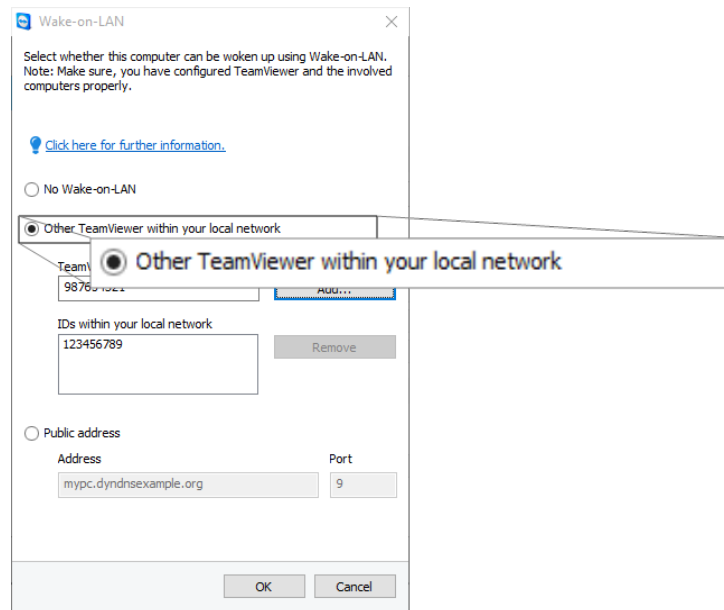 Wake-on-LAN
Select whether this computer can be woken up using Wake-on-LAN.
Note: Make sure, you have configured TeamViewer and the involved
computers properly.
Click here for further information.
No Wake-on-LAN
Other TeamViewer within your local network
Other TeamViewer within your local network
Add...
IDs within your local network
123456789
Remove
Public address
Address Port
mypc.dyndnsexample.org 9
OK Cancel